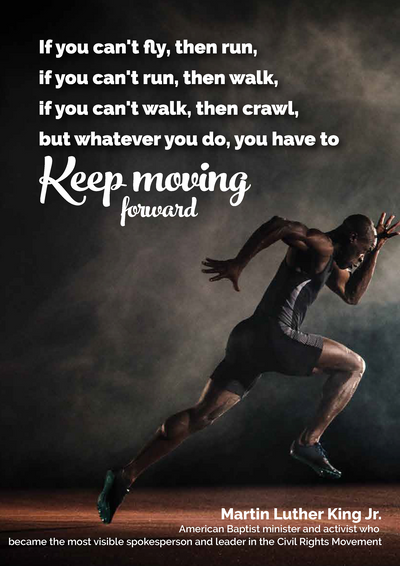 If you can't fly, then run,
if you can't run, then walk,
if you can't walk, then crawl,
but whatever you do, you have to
Keep moving
forward
Martin Luther King Jr.
American Baptist minister and activist who
became the most visible spokesperson and leader in the Civil Rights Movement